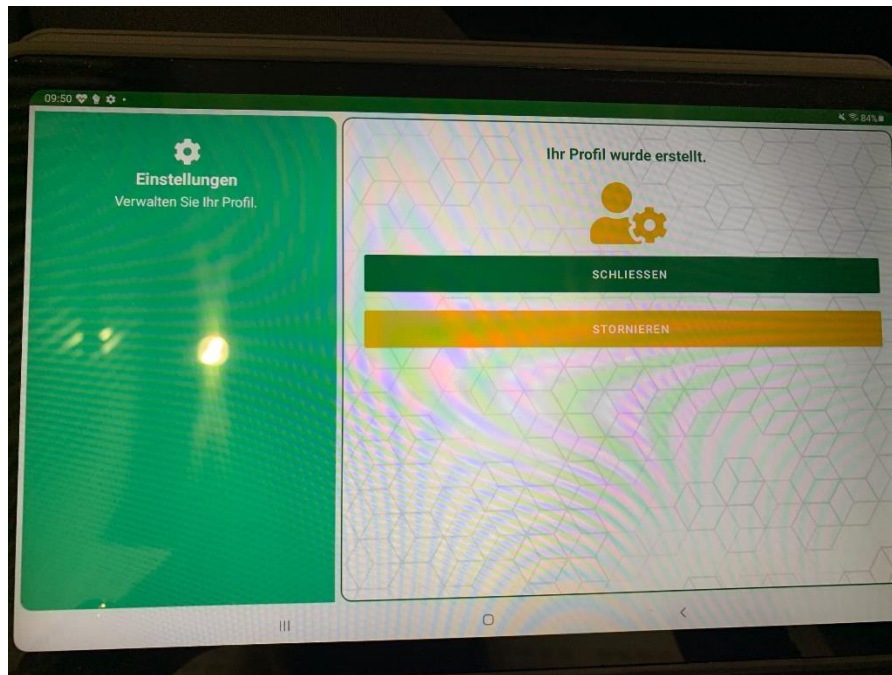 09:50
84%
Einstellungen
Verwalten Sie Ihr Profil.
Ihr Profil wurde erstellt.
SCHLIESSEN
STORNIEREN